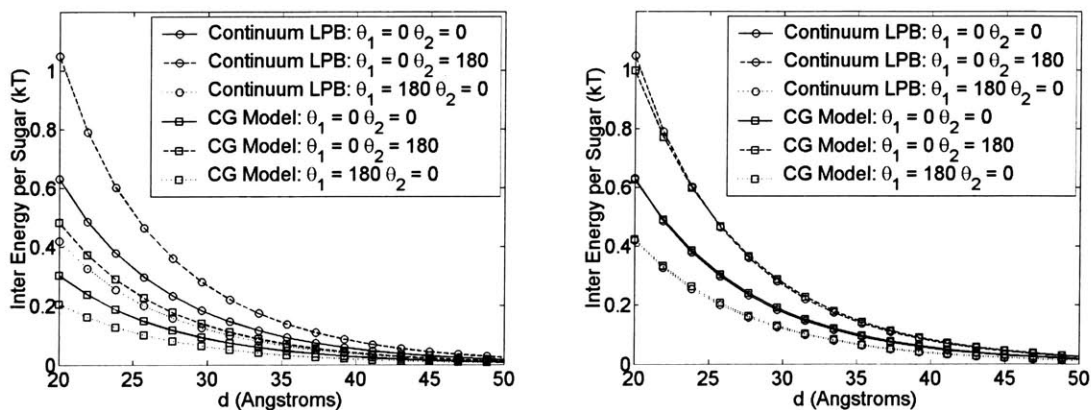 Continuum LPB: θ1 = 0 θ2 = 0
Continuum LPB: θ1 = 0 θ2 = 180
Continuum LPB: θ1 = 180 θ2 = 0
CG Model: θ1 = 0 θ2 = 0
CG Model: θ1 = 0 θ2 = 180
CG Model: θ1 = 180 θ2 = 0
Inter Energy per Sugar (kT)
1
0.8
0.6
0.4
0.2
0
20 25 30 35 40 45 50
d (Angstroms)
Continuum LPB: θ1 = 0 θ2 = 0
Continuum LPB: θ1 = 0 θ2 = 180
Continuum LPB: θ1 = 180 θ2 = 0
CG Model: θ1 = 0 θ2 = 0
CG Model: θ1 = 0 θ2 = 180
CG Model: θ1 = 180 θ2 = 0
Inter Energy per Sugar (kT)
1
0.8
0.6
0.4
0.2
0
20 25 30 35 40 45 50
d (Angstroms)